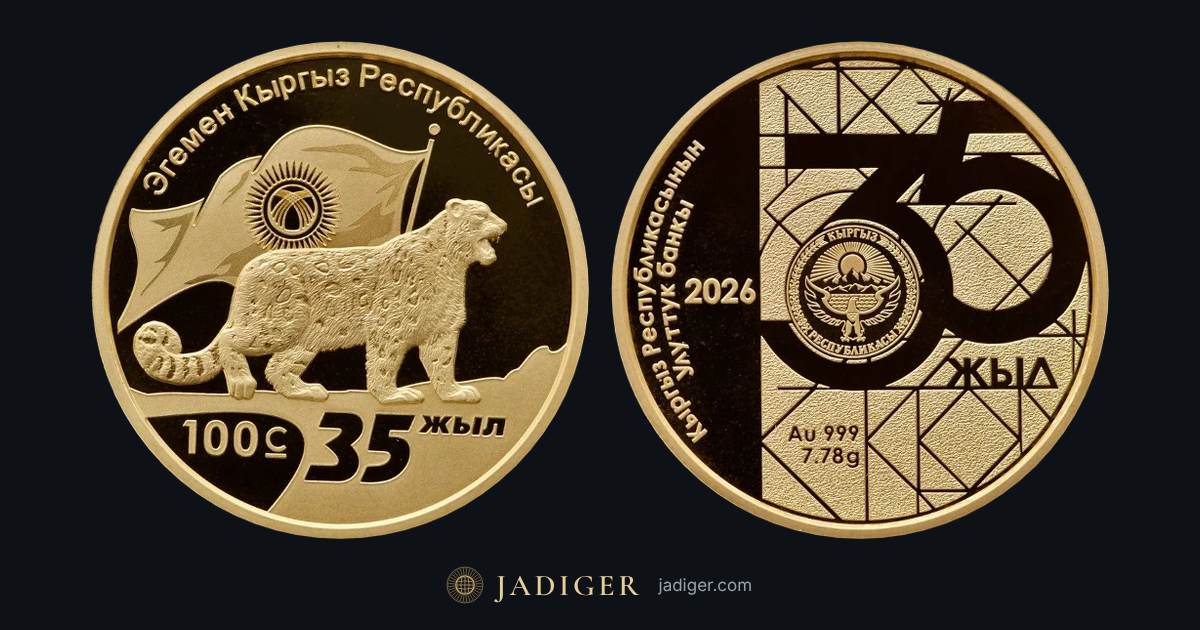 Эгемен Кыргыз Республикасы
100с
35 жыл
Кыргыз Республикасынын
Улуттук банкы
2026
35
ЖЫЛ
КЫРГЫЗ
РЕСПУБЛИКАСЫ
Au 999
7.78g
JADIGER
jadiger.com